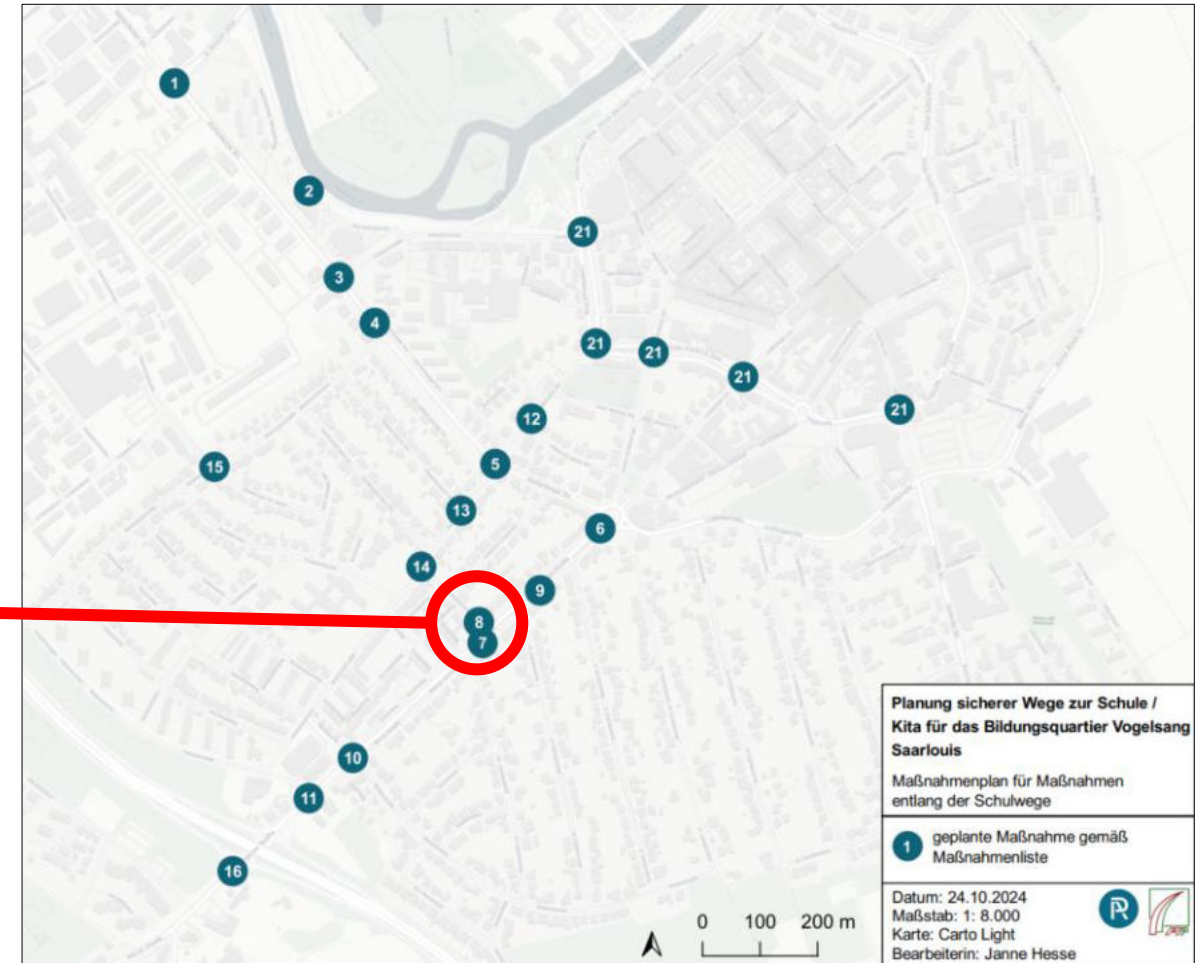 1
2
21
3
4
21
21
21
21
12
5
15
13
6
14
9
8
7
10
11
16
0 100 200 m
Planung sicherer Wege zur Schule /
Kita für das Bildungsquartier Vogelsang
Saarlouis
Maßnahmenplan für Maßnahmen
entlang der Schulwege
1 geplante Maßnahme gemäß
Maßnahmenliste
Datum: 24.10.2024
Maßstab: 1: 8.000
Karte: Carto Light
Bearbeiterin: Janne Hesse